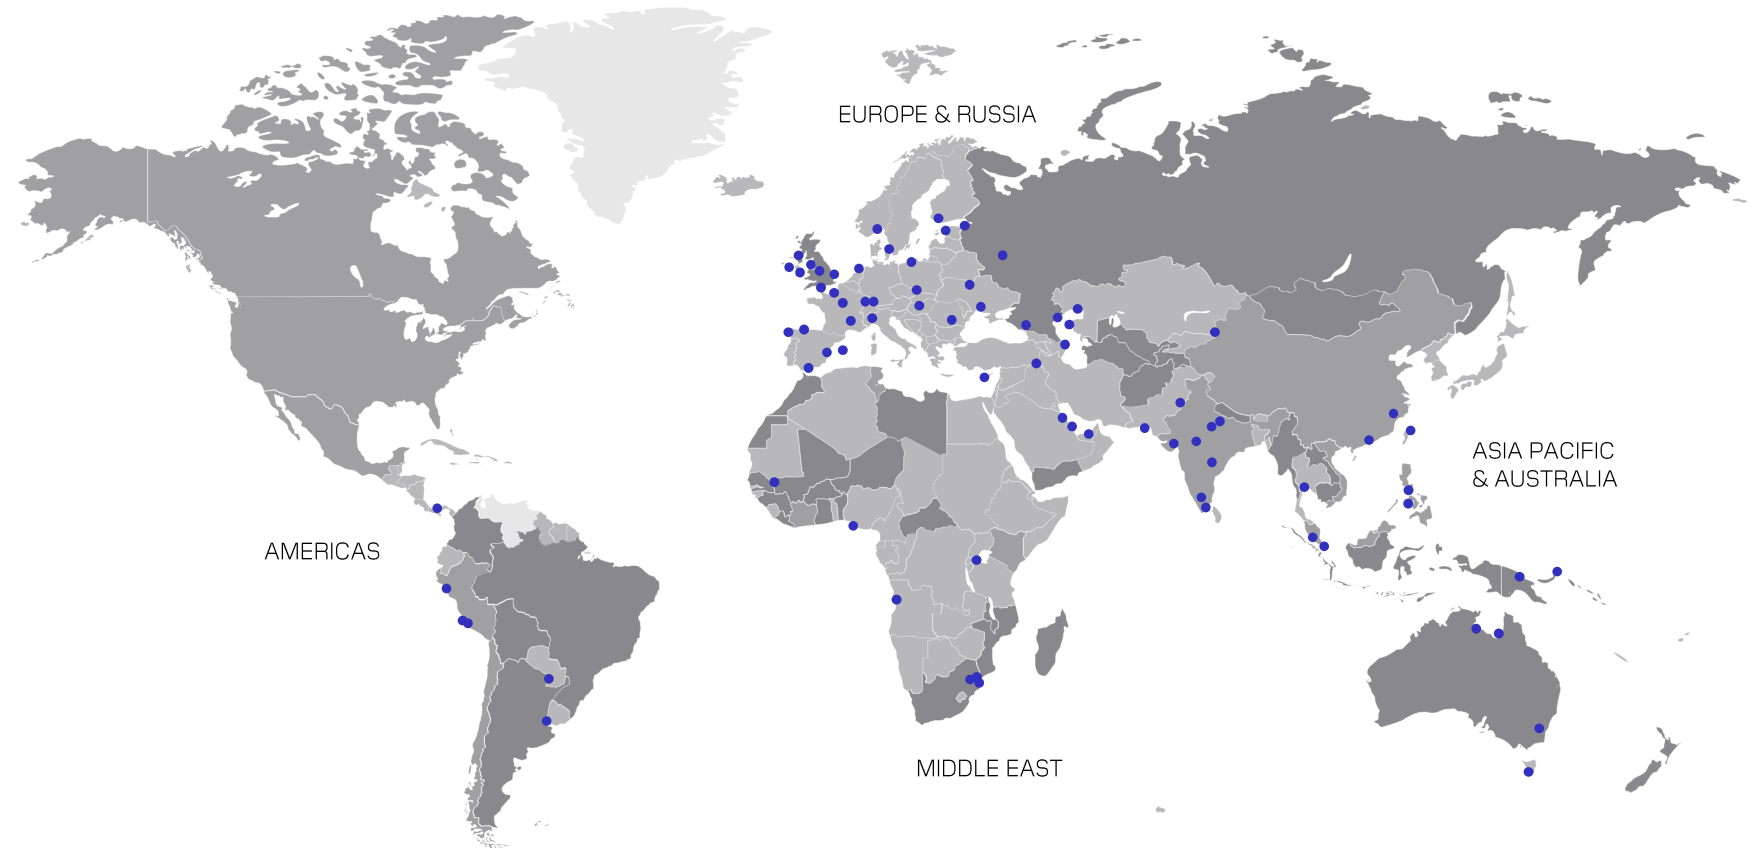 EUROPE & RUSSIA
ASIA PACIFIC
& AUSTRALIA
AMERICAS
MIDDLE EAST